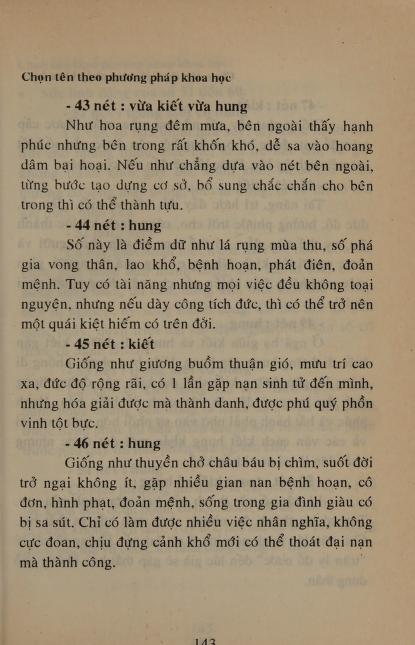 Chọn tên theo phương pháp khoa học
- 43 nét : vừa kiết vừa hung
Như hoa rụng đêm mưa, bên ngoài thấy hạnh
phúc nhưng bên trong rất khốn khó, dễ sa vào hoang
dâm bại hoại. Nếu như chẳng dựa vào nét bên ngoài,
từng bước tạo dựng cơ sở, bổ sung chắc chắn cho bên
trong thì có thể thành tựu.
- 44 nét : hung
Số này là điềm dữ như lá rụng mùa thu, số phá
gia vong thân, lao khổ, bệnh hoạn, phát điên, đoản
mệnh. Tuy có tài năng nhưng mọi việc đều không toại
nguyện, nhưng nếu dày công tích đức, thì có thể trở nên
một quái kiệt hiếm có trên đời.
- 45 nét : kiết
Giống như giương buồm thuận gió, mưu trí cao
xa, đức độ rộng rãi, có 1 lần gặp nạn sinh tử đến mình,
nhưng hóa giải được mà thành danh, được phú quý phồn
vinh tột bực.
- 46 nét : hung
Giống như thuyền chở châu báu bị chìm, suốt đời
trở ngại không ít, gặp nhiều gian nan bệnh hoạn, cô
đơn, hình phạt, đoản mệnh, sống trong gia đình giàu có
bị sa sút. Chỉ có làm được nhiều việc nhân nghĩa, không
cực đoan, chịu đựng cảnh khổ mới có thể thoát đại nạn
mà thành công.
143